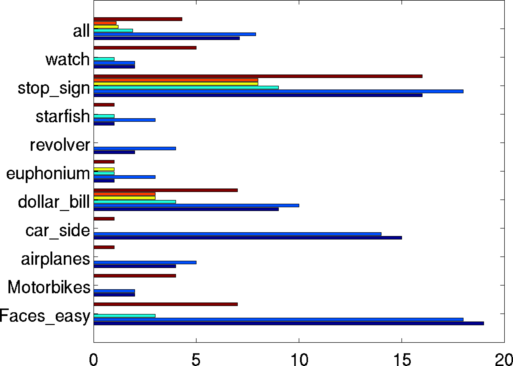 all
watch
stop_sign
starfish
revolver
euphonium
dollar_bill
car_side
airplanes
Motorbikes
Faces_easy
0 5 10 15 20